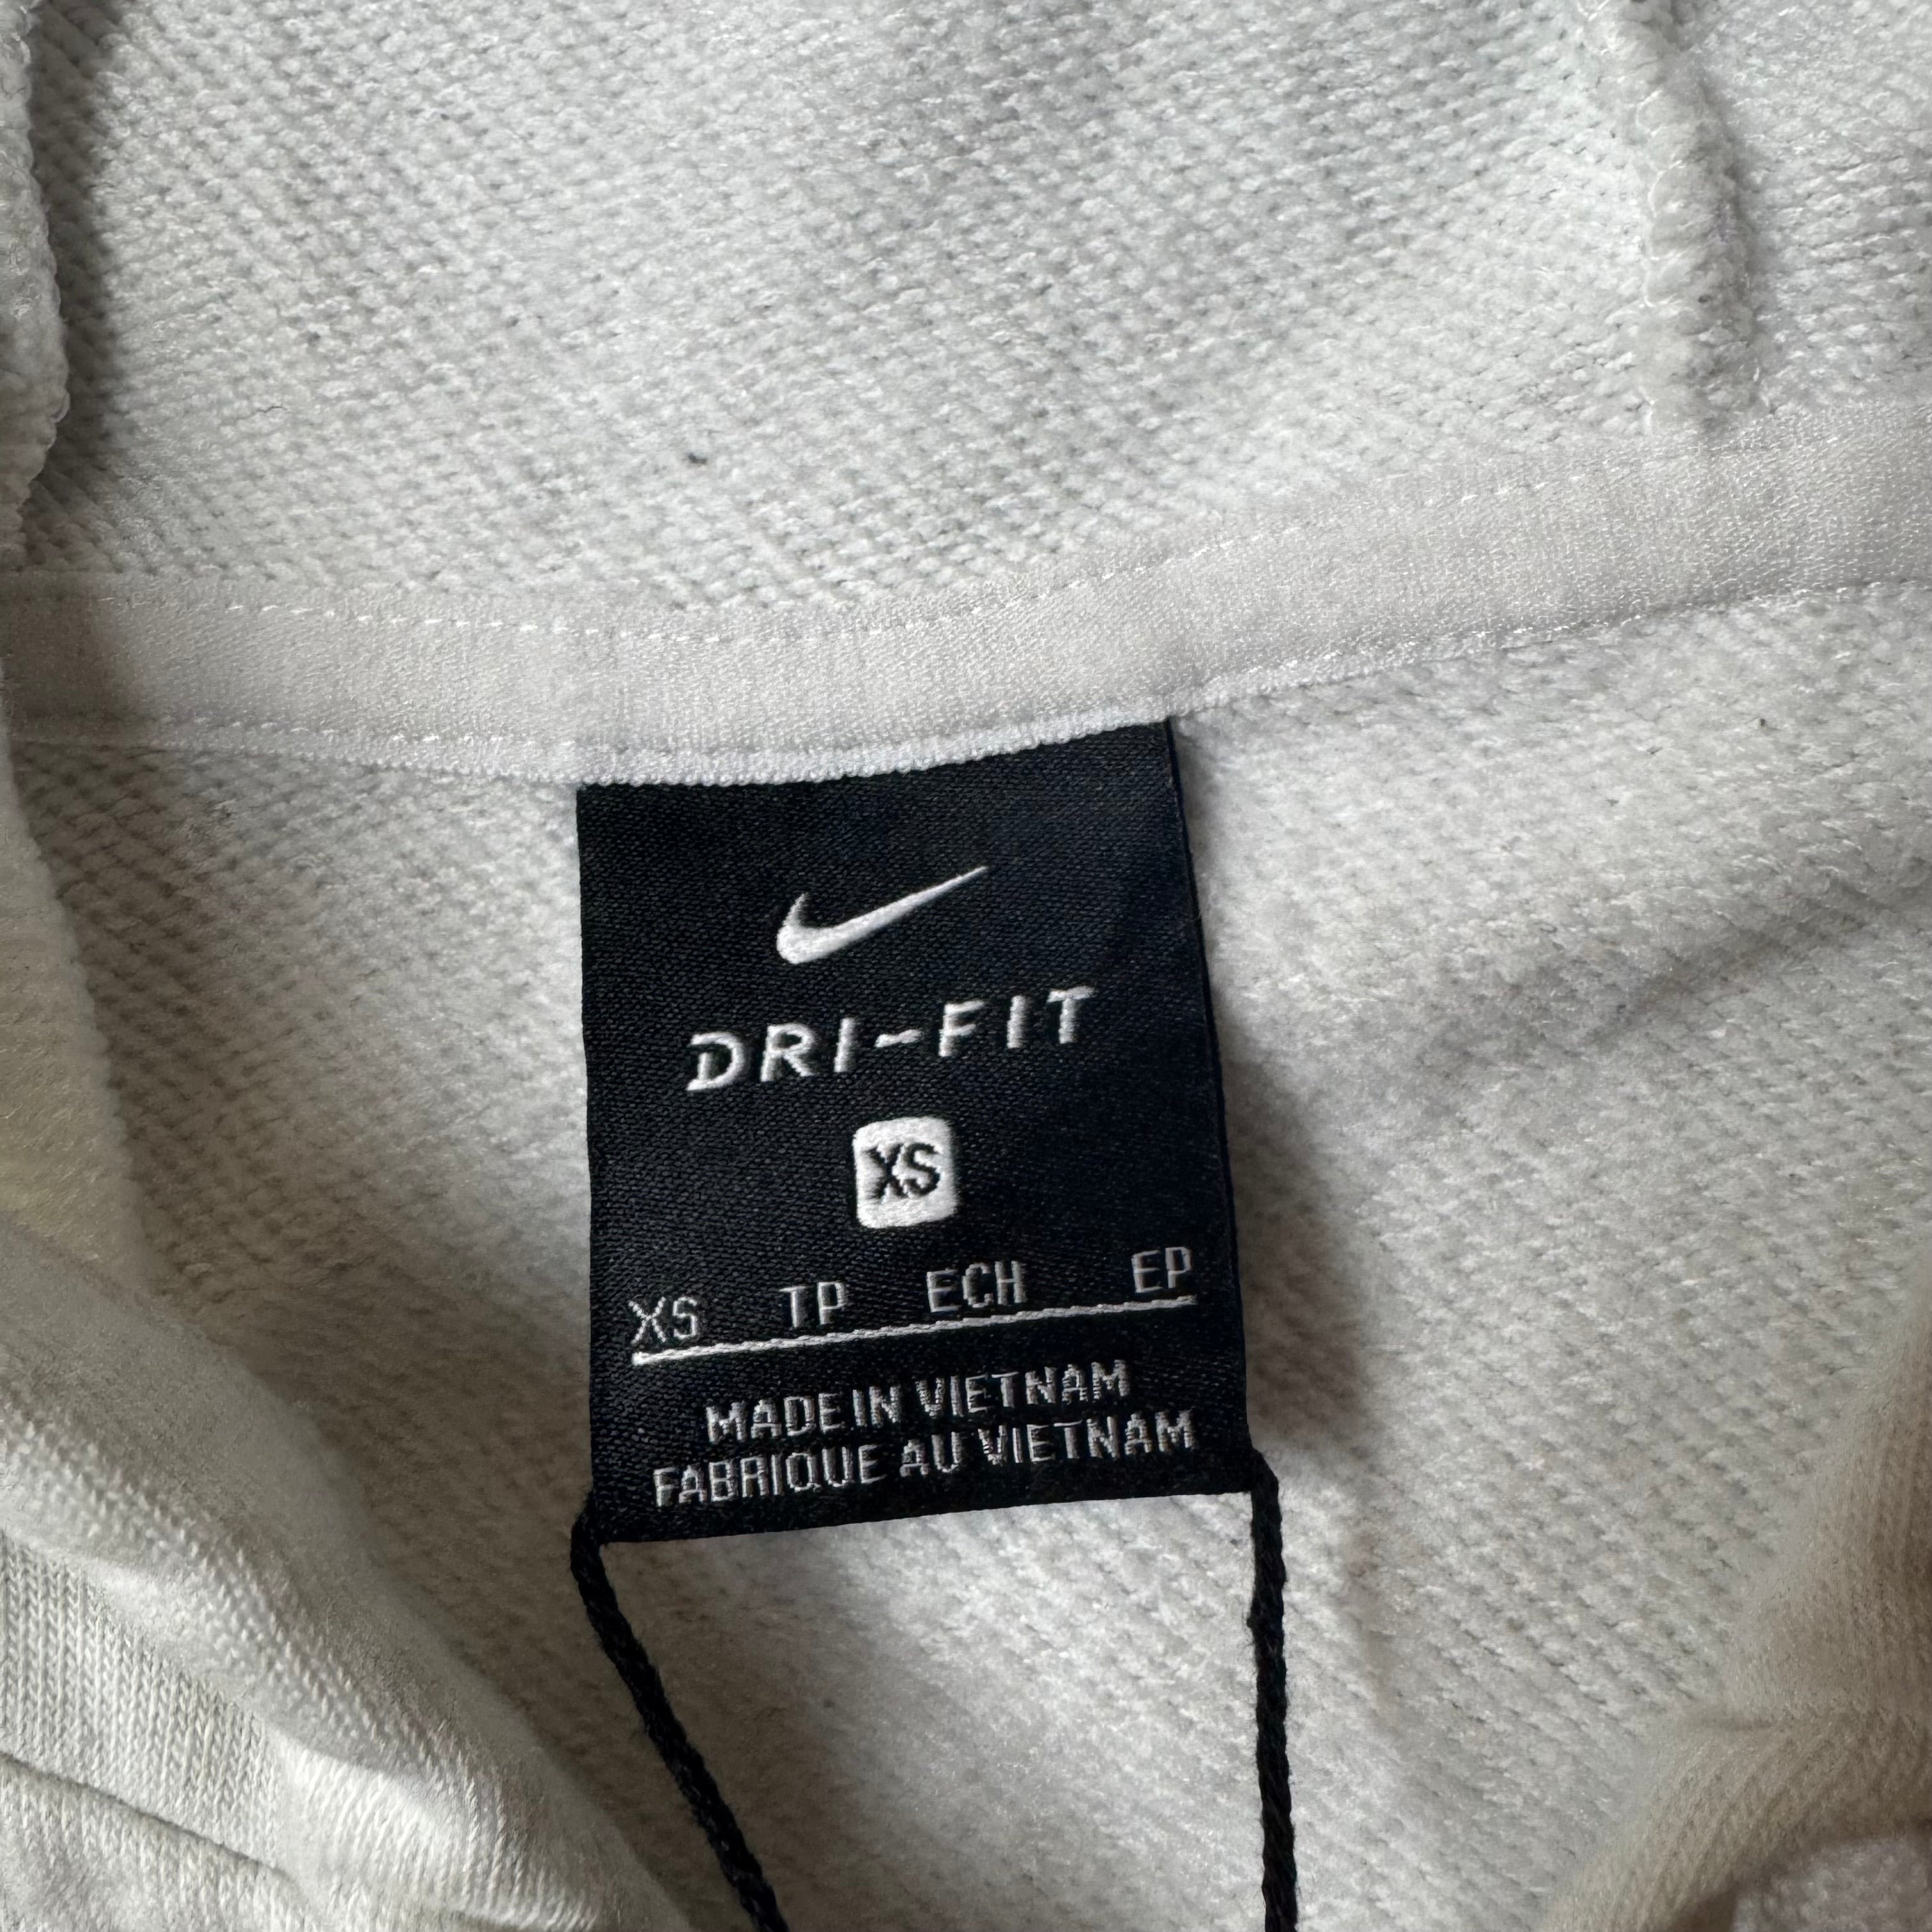 DRI-FIT
XS
XS TP ECH EP
MADE IN VIETNAM
FABRIQUE AU VIETNAM